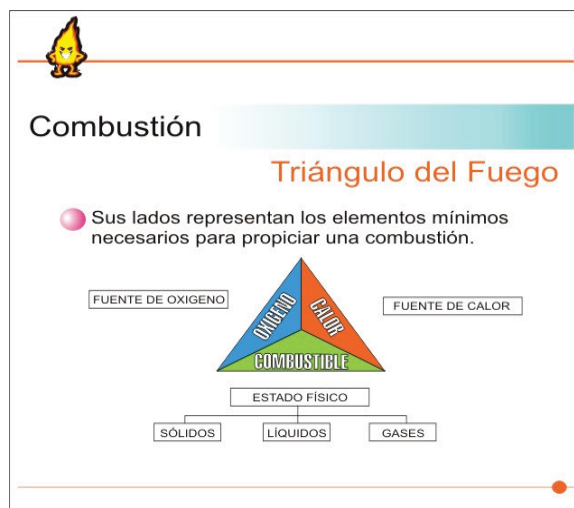 Combustión
Triángulo del Fuego
Sus lados representan los elementos mínimos
necesarios para propiciar una combustión.
FUENTE DE OXIGENO
FUENTE DE CALOR
OXIGENO
CALOR
COMBUSTIBLE
ESTADO FÍSICO
SÓLIDOS
LÍQUIDOS
GASES